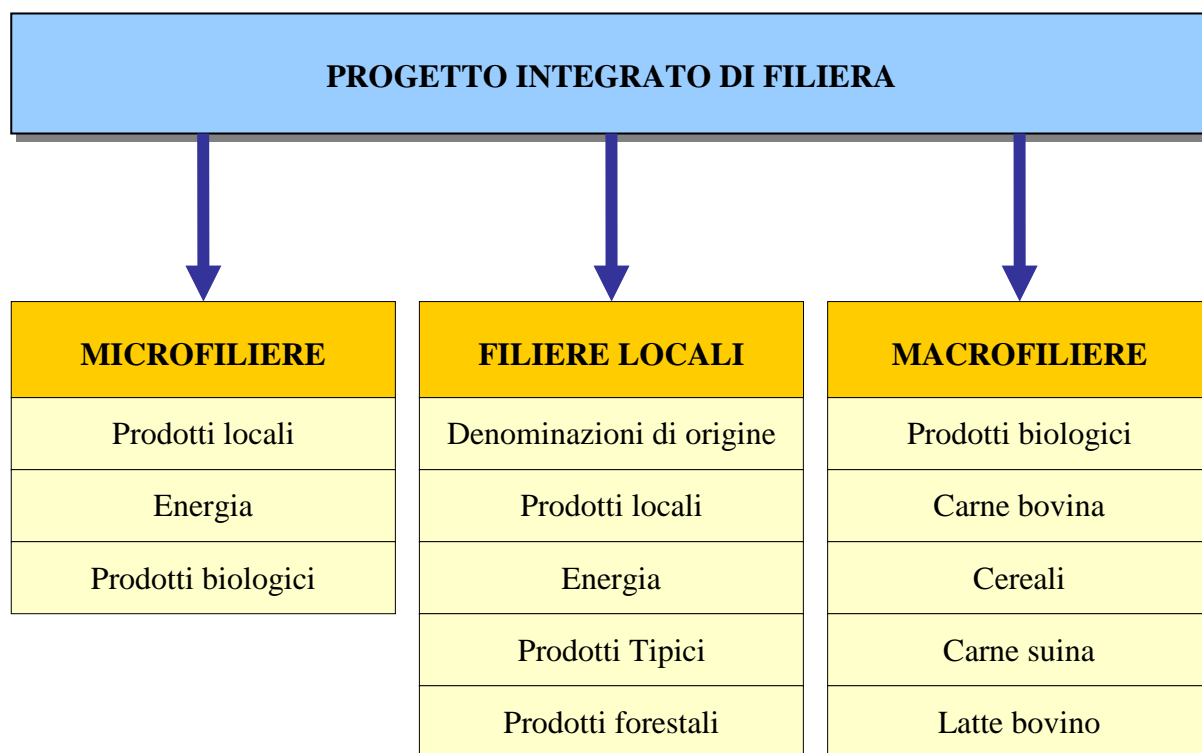 PROGETTO INTEGRATO DI FILIERA
MICROFILIERE
Prodotti locali
Energia
Prodotti biologici
FILIERE LOCALI
Denominazioni di origine
Prodotti locali
Energia
Prodotti Tipici
Prodotti forestali
MACROFILIERE
Prodotti biologici
Carne bovina
Cereali
Carne suina
Latte bovino